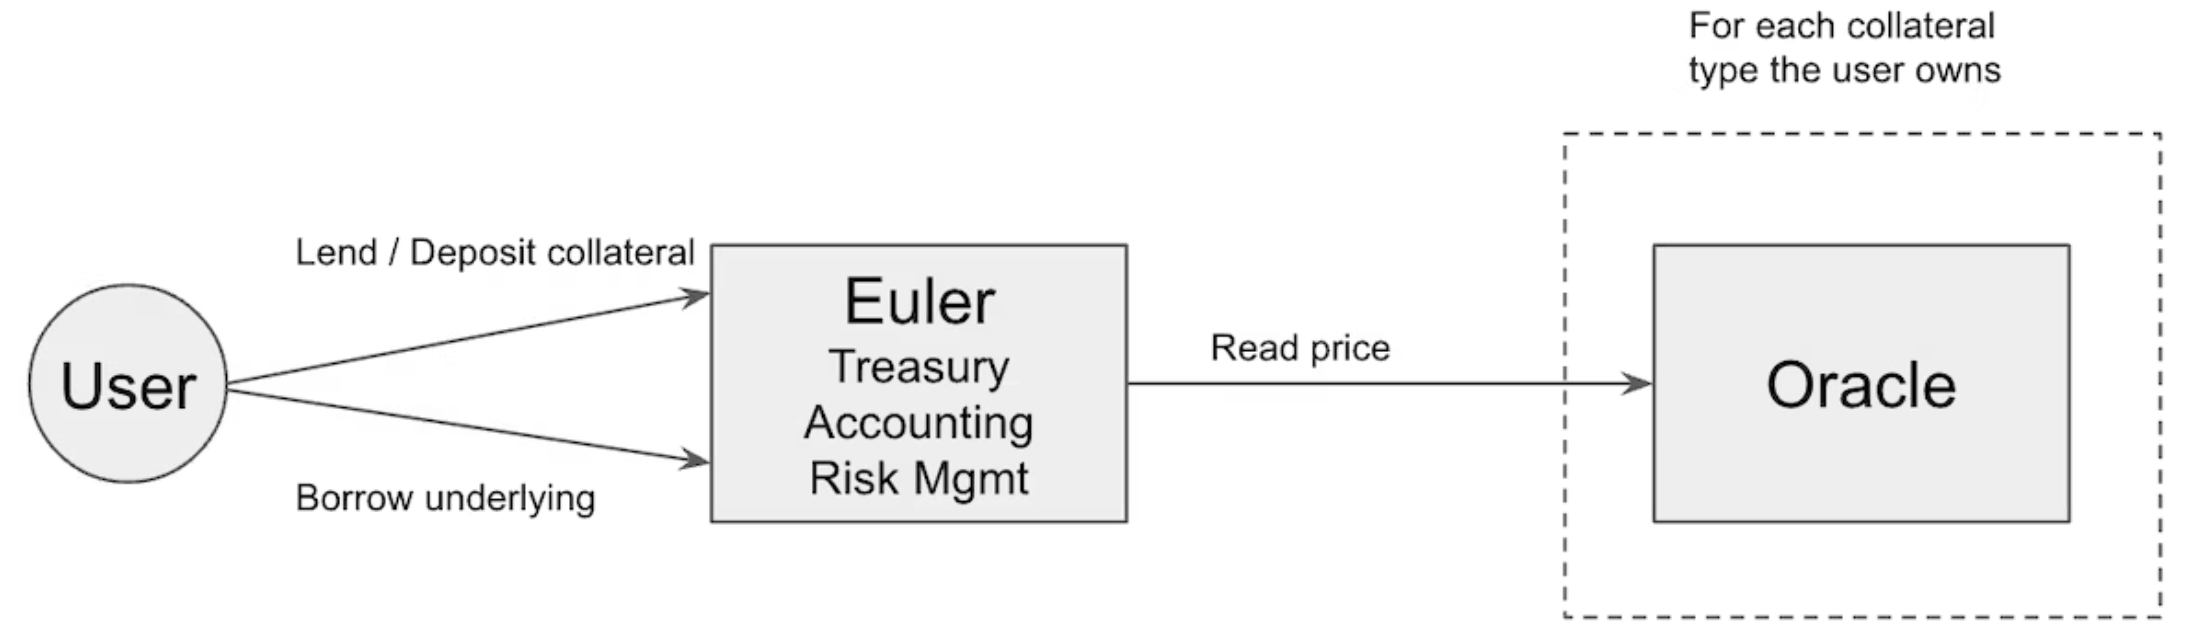 For each collateral
type the user owns
Lend / Deposit collateral
User
Borrow underlying
Euler
Treasury
Accounting
Risk Mgmt
Read price
Oracle